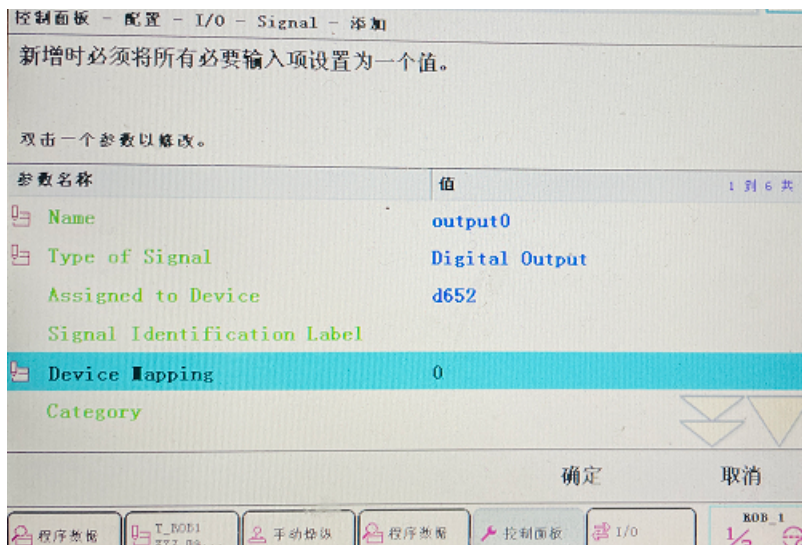 控制面板 - 配置 - I/O - Signal - 添加
新增时必须将所有必要输入项设置为一个值。
双击一个参数以修改。
参数名称 值 1 到 6 共
Name output0
Type of Signal Digital Output
Assigned to Device d652
Signal Identification Label
Device Mapping 0
Category
确定 取消
程序数据 T_ROB1 手动操纵 程序数据 控制面板 I/O ROB_1
1/